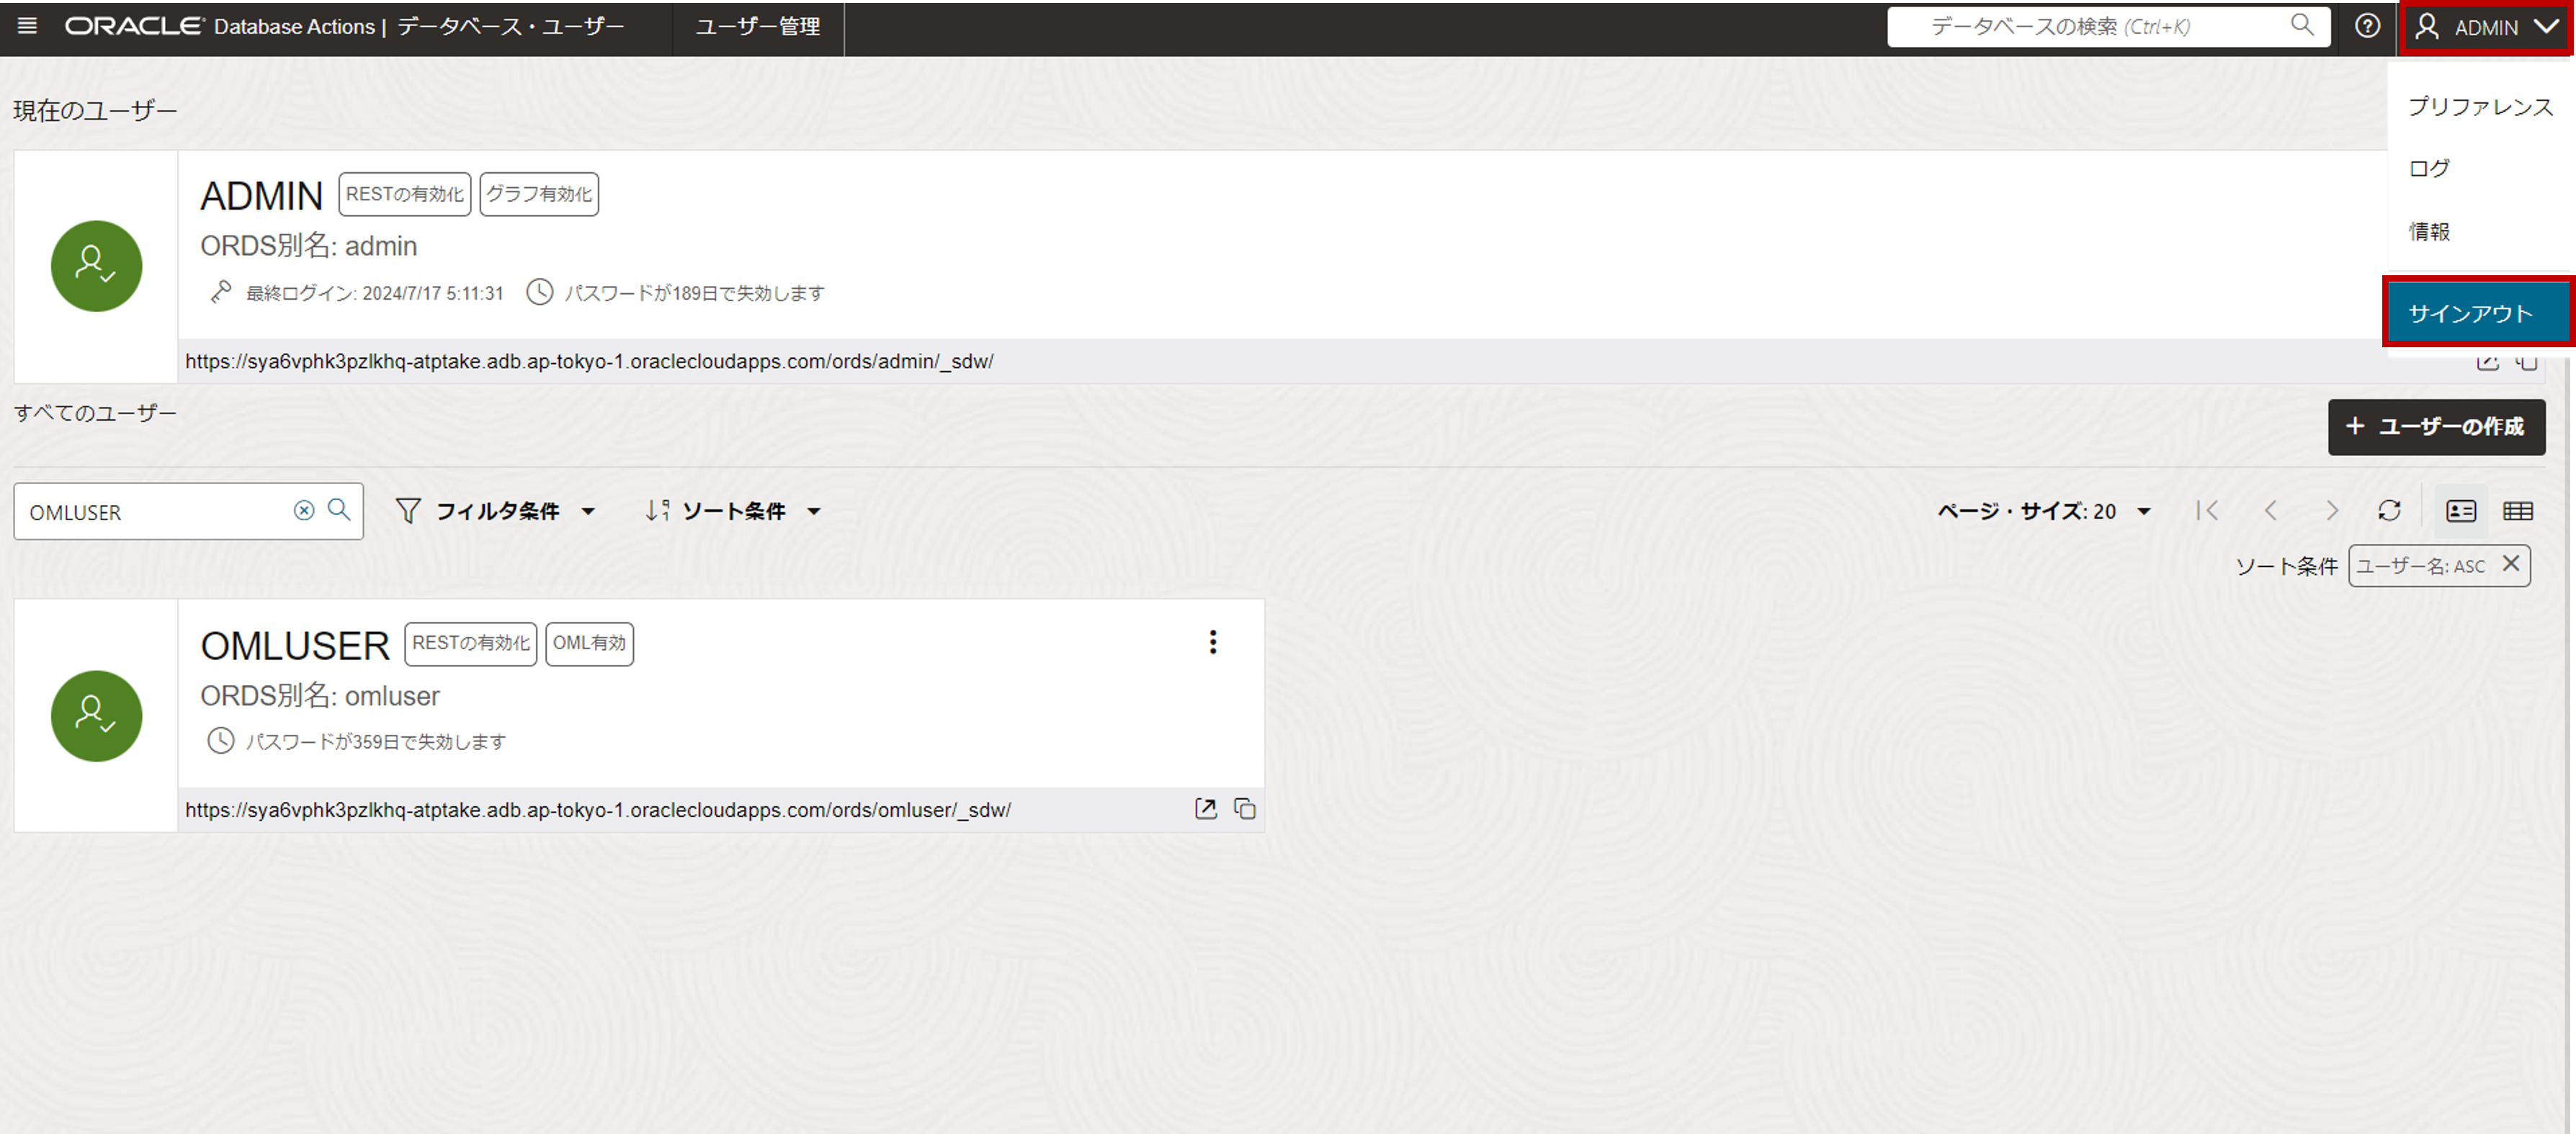 ORACLE Database Actions | データベース・ユーザー ユーザー管理 データベースの検索 (Ctrl+K) ADMIN
プリファレンス
ログ
情報
サインアウト
現在のユーザー
ADMIN RESTの有効化 グラフ有効化
ORDS別名: admin
最終ログイン: 2024/7/17 5:11:31 パスワードが189日で失効します
https://sya6vphk3pzlkhq-atptake.adb.ap-tokyo-1.oraclecloudapps.com/ords/admin/_sdw/
すべてのユーザー
+ ユーザーの作成
OMLUSER フィルタ条件 ソート条件 ページ・サイズ: 20
ソート条件 ユーザー名: ASC
OMLUSER RESTの有効化 OML有効
ORDS別名: omluser
パスワードが359日で失効します
https://sya6vphk3pzlkhq-atptake.adb.ap-tokyo-1.oraclecloudapps.com/ords/omluser/_sdw/